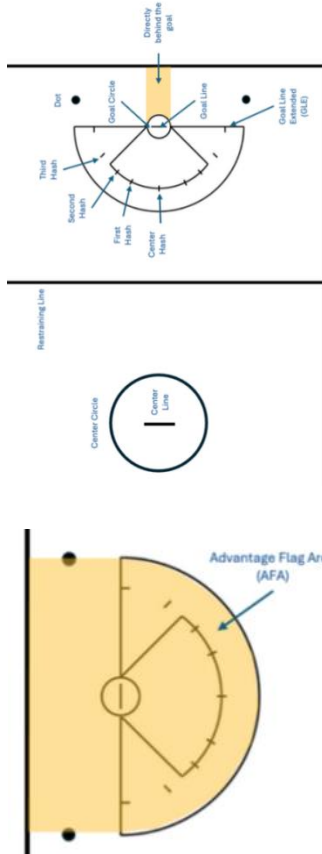 Directly
behind the
goal
Dot
Goal Circle
Goal Line
Goal Line
Extended
(GLE)
Third
Hash
Second
Hash
First
Hash
Center
Hash
Restraining Line
Center Circle
Center
Line
Advantage Flag Are
(AFA)